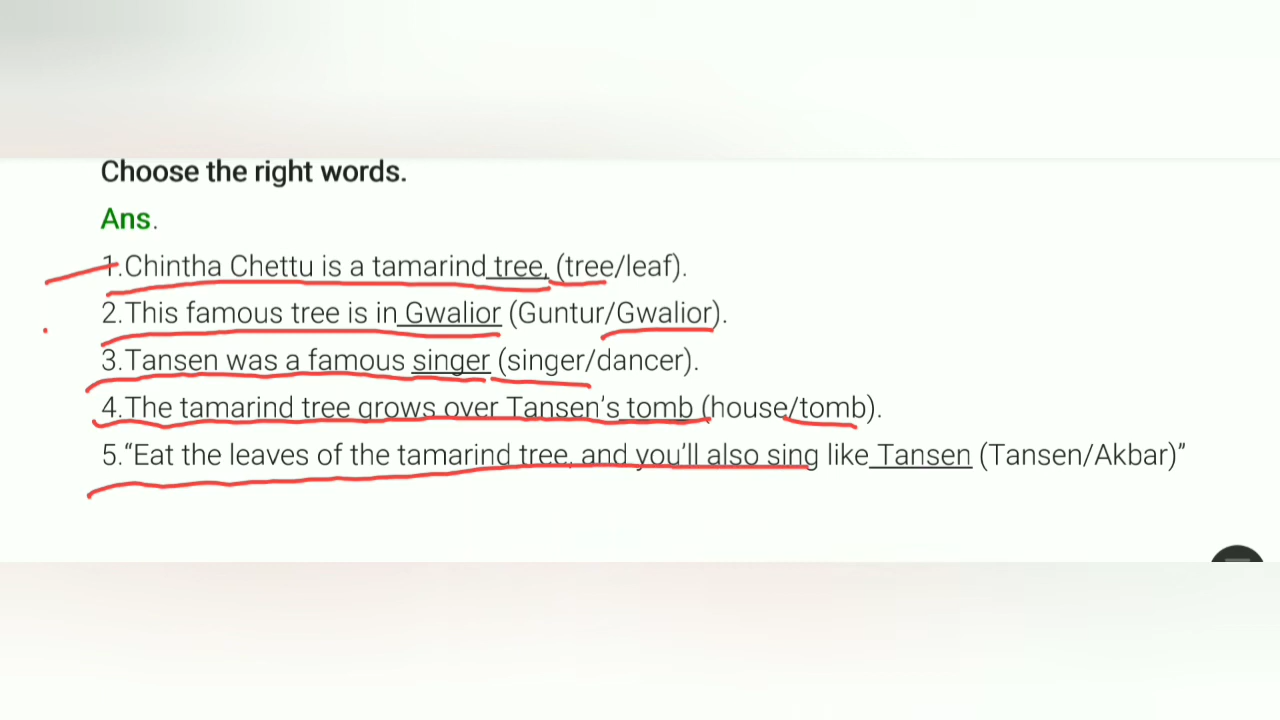 Choose the right words.
Ans.
1.Chintha Chettu is a tamarind tree, (tree/leaf).
2.This famous tree is in Gwalior (Guntur/Gwalior).
3.Tansen was a famous singer (singer/dancer).
4.The tamarind tree grows over Tansen's tomb (house/tomb).
5.“Eat the leaves of the tamarind tree, and you'll also sing like Tansen (Tansen/Akbar)”